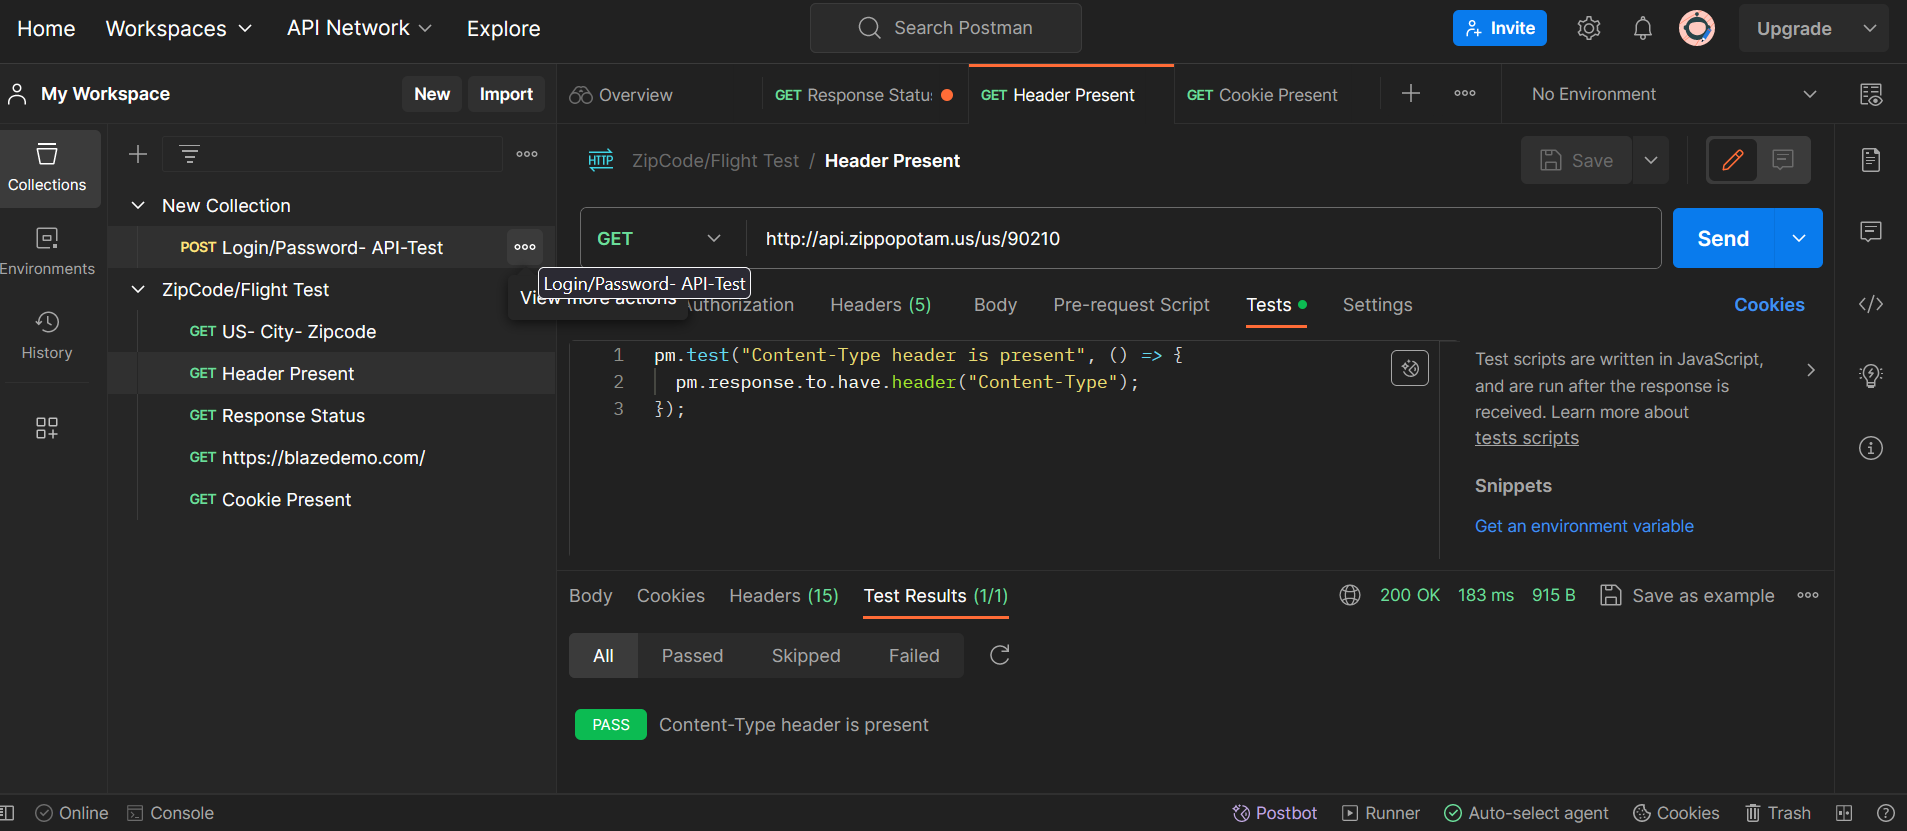 Home Workspaces API Network Explore Search Postman Invite Upgrade
My Workspace New Import Overview GET Response Status GET Header Present GET Cookie Present No Environment
Collections
Environments
History
New Collection
POST Login/Password- API-Test
ZipCode/Flight Test
GET US- City- Zipcode
GET Header Present
GET Response Status
GET https://blazedemo.com/
GET Cookie Present
Login/Password- API-Test
View more actions
HTTP ZipCode/Flight Test / Header Present Save
GET http://api.zippopotam.us/us/90210 Send
uthorization Headers (5) Body Pre-request Script Tests Settings Cookies
1 pm.test("Content-Type header is present", () => {
2 pm.response.to.have.header("Content-Type");
3 });
Test scripts are written in JavaScript,
and are run after the response is
received. Learn more about
tests scripts
Snippets
Get an environment variable
Body Cookies Headers (15) Test Results (1/1) 200 OK 183 ms 915 B Save as example
All Passed Skipped Failed
PASS Content-Type header is present
Online Console Postbot Runner Auto-select agent Cookies Trash